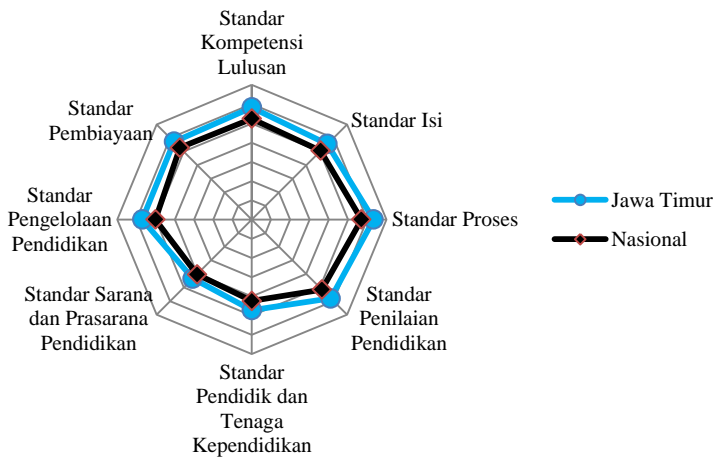 Standar
Kompetensi
Lulusan
Standar Isi
Standar Proses
Standar
Penilaian
Pendidikan
Standar
Pendidik dan
Tenaga
Kependidikan
Standar Sarana
dan Prasarana
Pendidikan
Standar
Pengelolaan
Pendidikan
Standar
Pembiayaan
Jawa Timur
Nasional